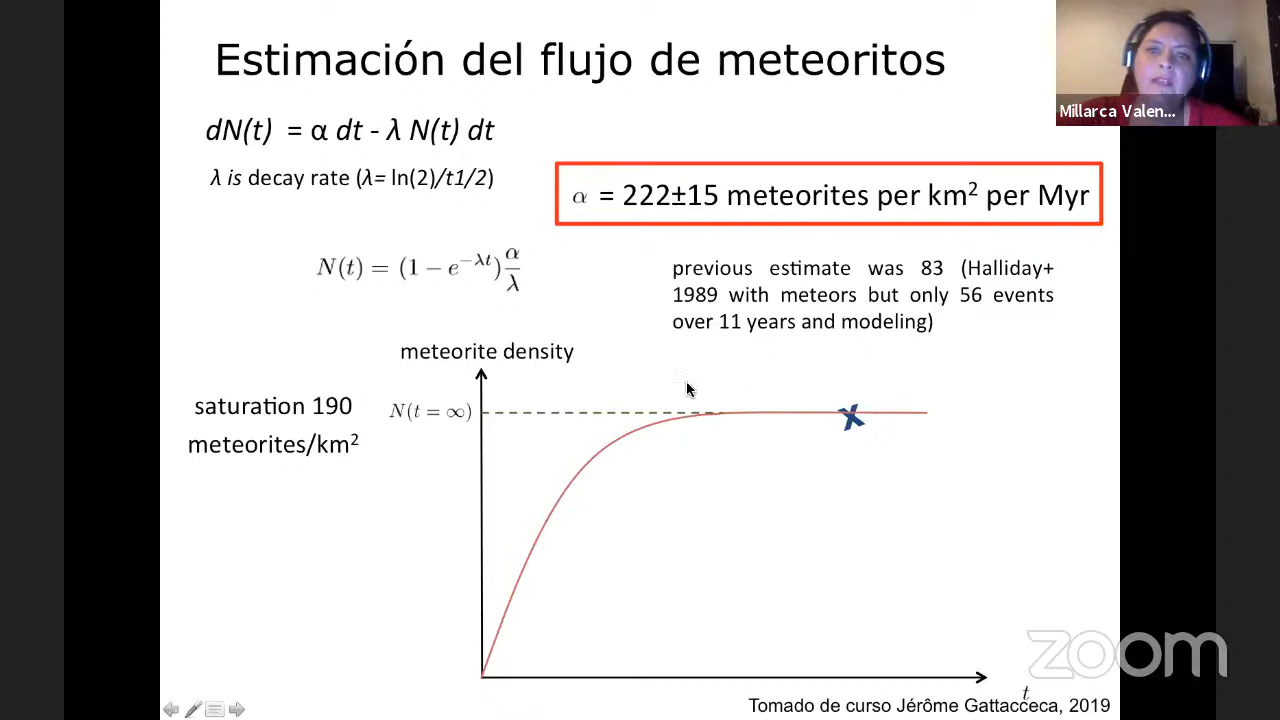 Estimación del flujo de meteoritos
Millarca Valen...
dN(t) = α dt - λ N(t) dt
λ is decay rate (λ= ln(2)/t1/2)
α = 222±15 meteorites per km² per Myr
N(t) = (1 − e^{−λt}) α/λ
previous estimate was 83 (Halliday+
1989 with meteors but only 56 events
over 11 years and modeling)
meteorite density
saturation 190
meteorites/km²
N(t = ∞)
x
zoom
t
Tomado de curso Jérôme Gattacceca, 2019